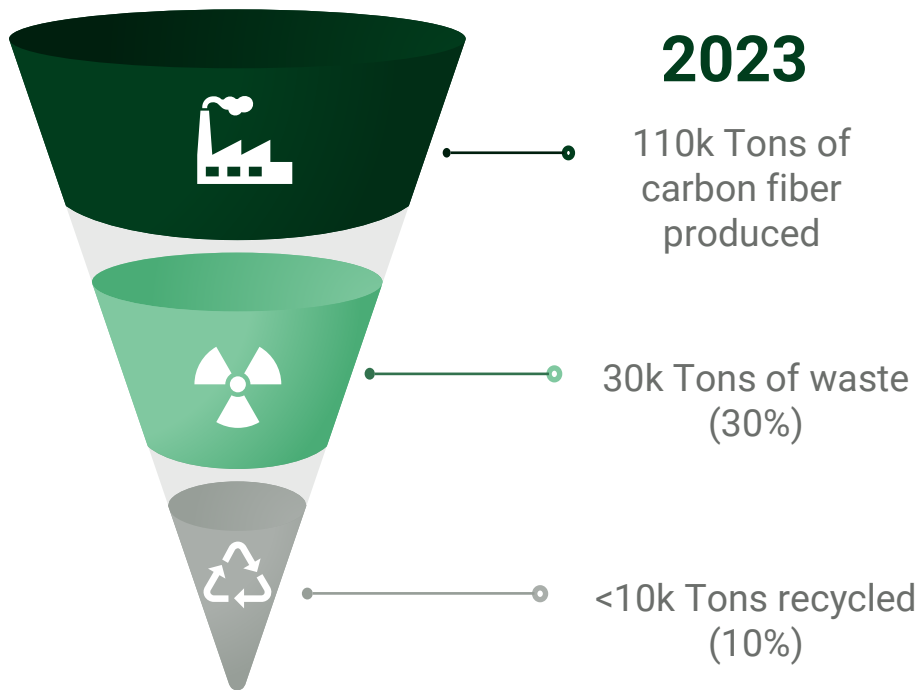 2023
110k Tons of
carbon fiber
produced
30k Tons of waste
(30%)
<10k Tons recycled
(10%)